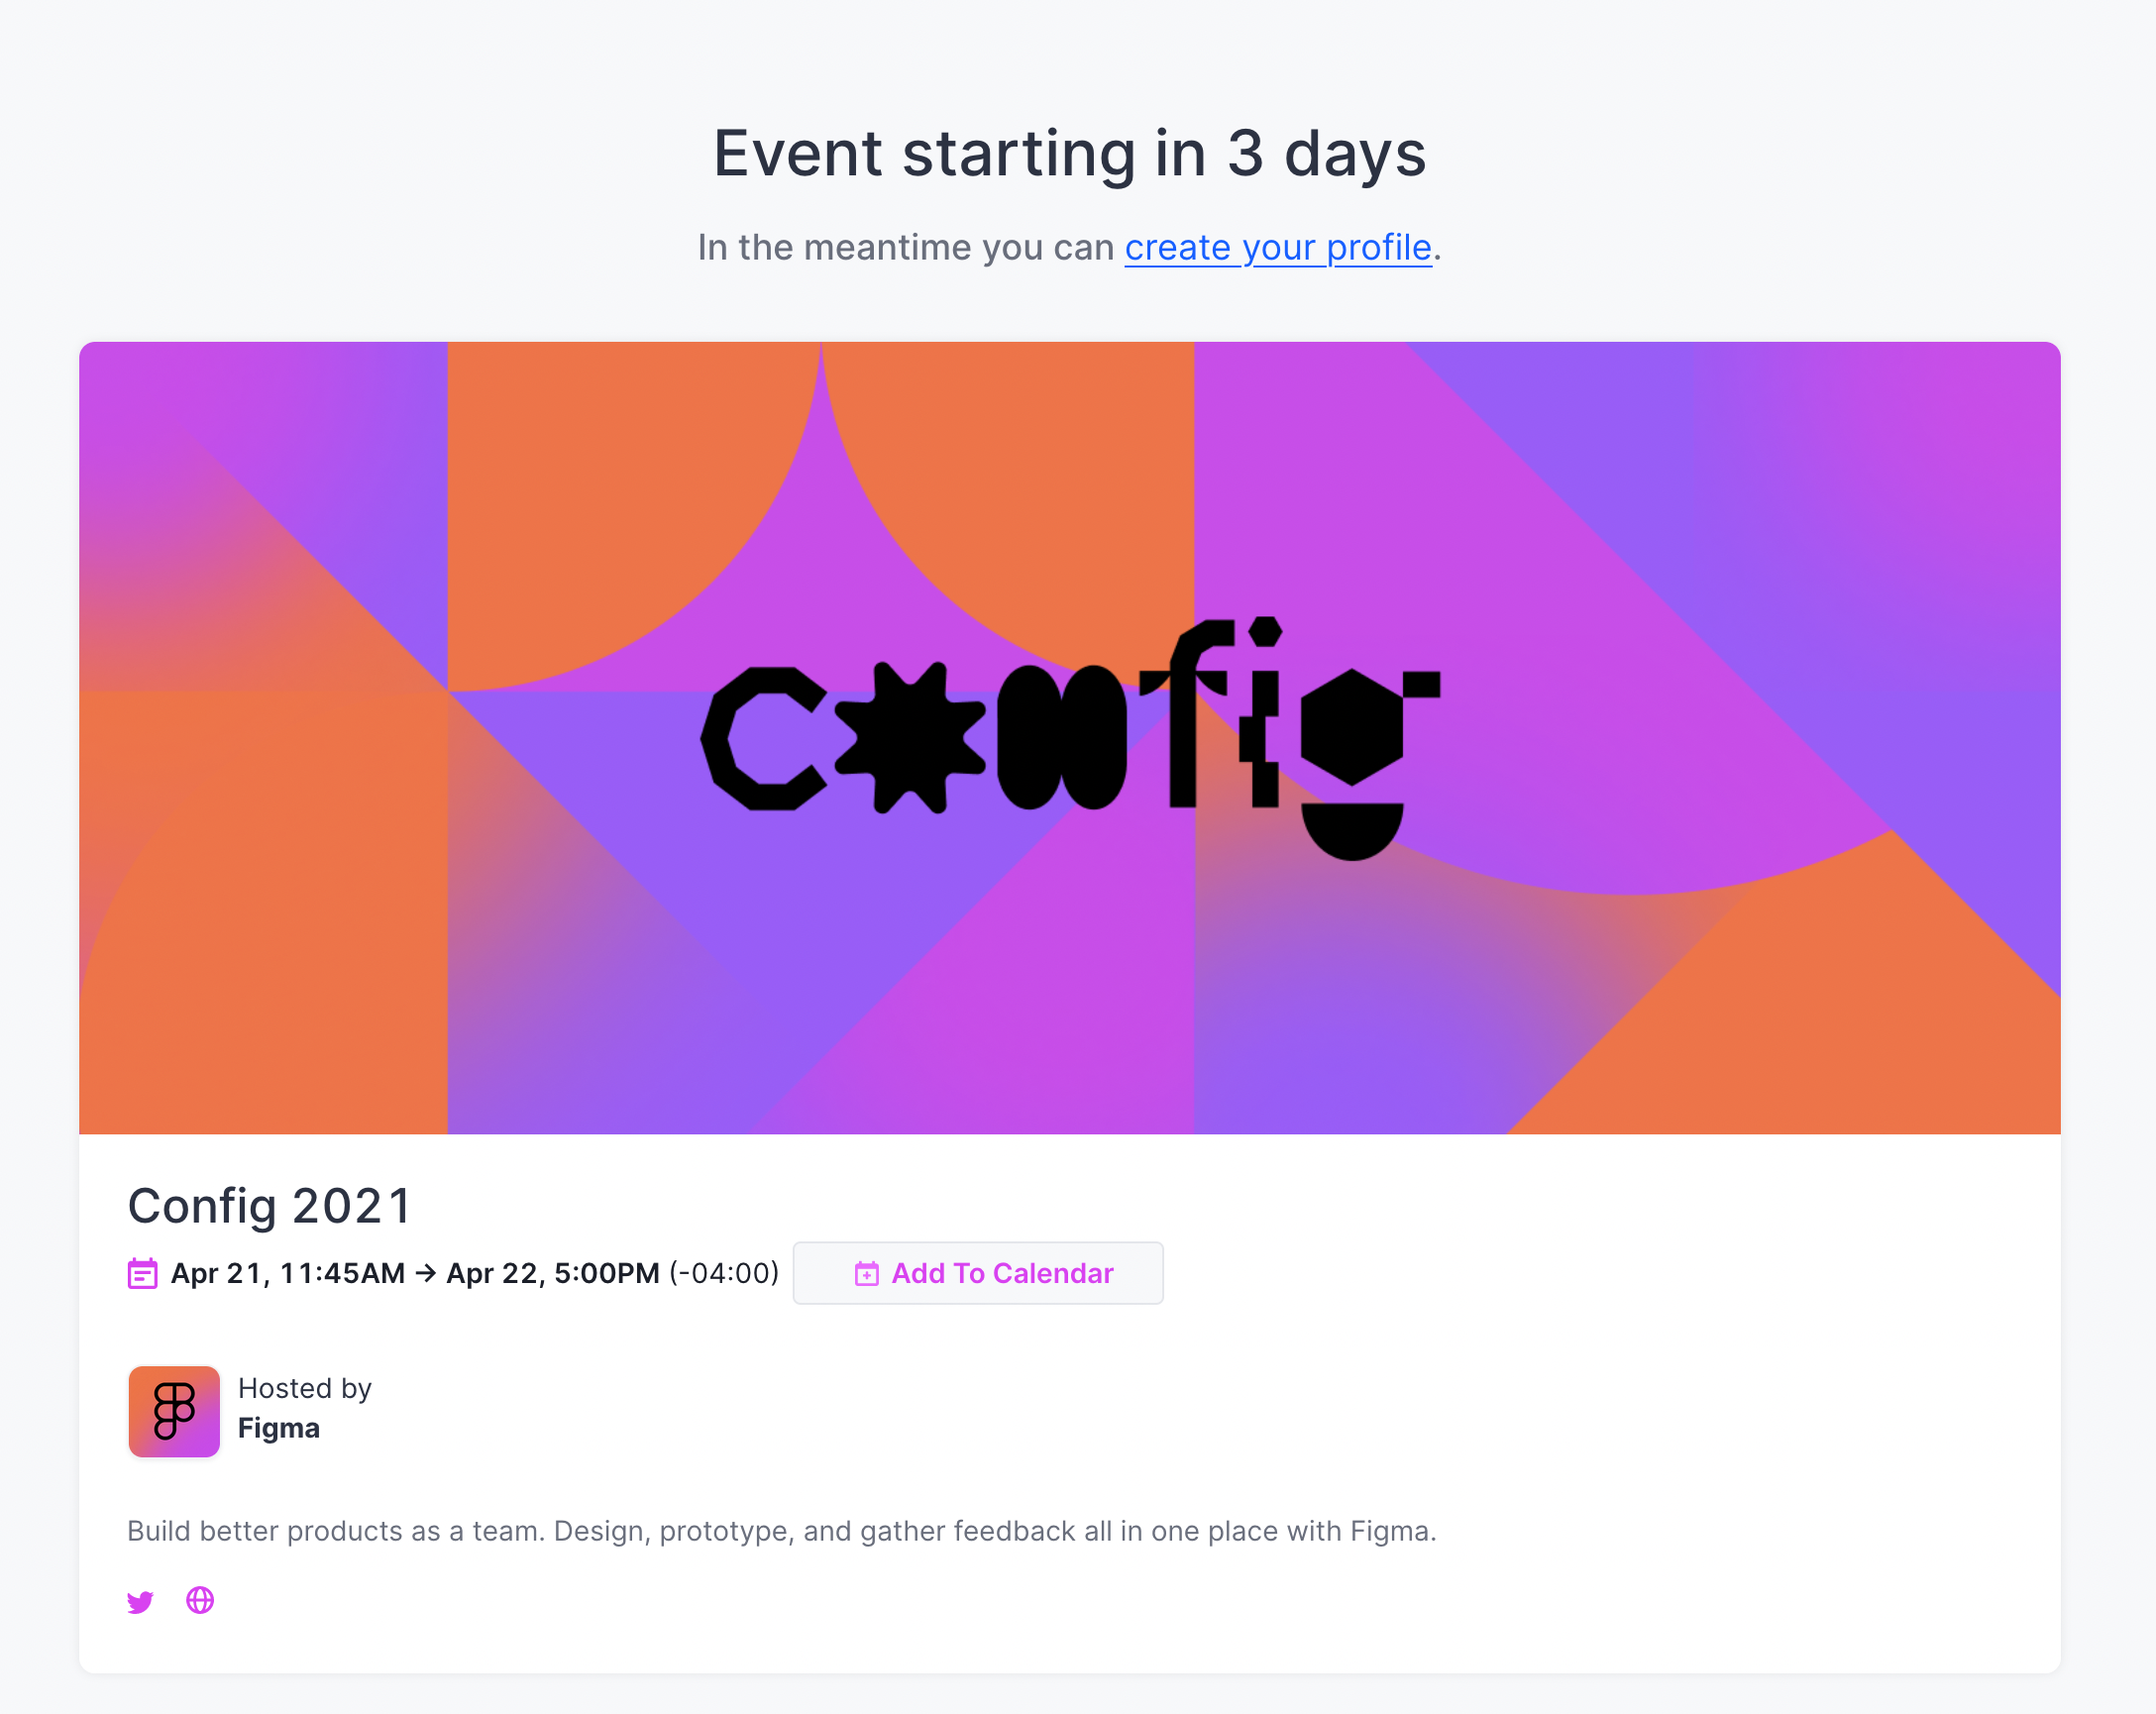 Event starting in 3 days
In the meantime you can create your profile.
config
Config 2021
Apr 21, 11:45AM → Apr 22, 5:00PM (-04:00) Add To Calendar
Hosted by
Figma
Build better products as a team. Design, prototype, and gather feedback all in one place with Figma.